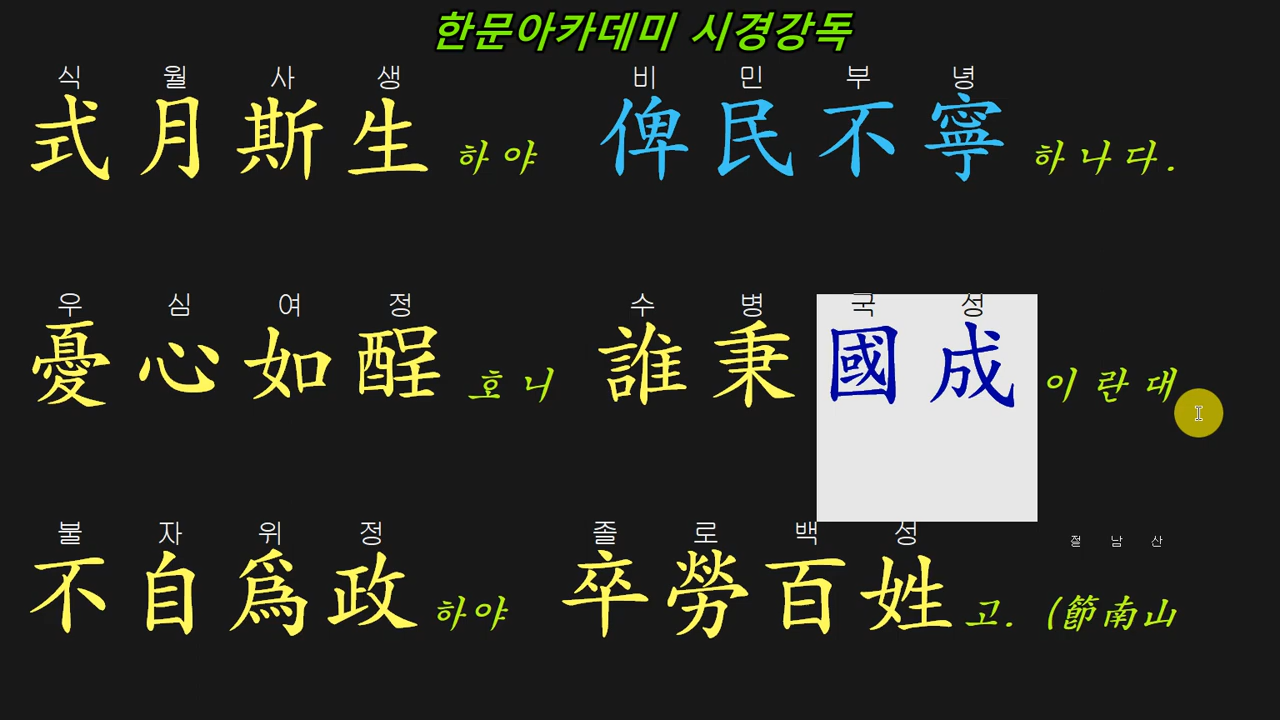 한문아카데미 시경강독
식 월 사 생 비 민 부 녕
式月斯生 하야 俾民不寧 하나다.
우 심 여 정 수 병 국 성
憂心如酲 호니 誰秉國成 이란대
불 자 위 정 졸 로 백 성 절 남 산
不自爲政 하야 卒勞百姓 고. (節南山